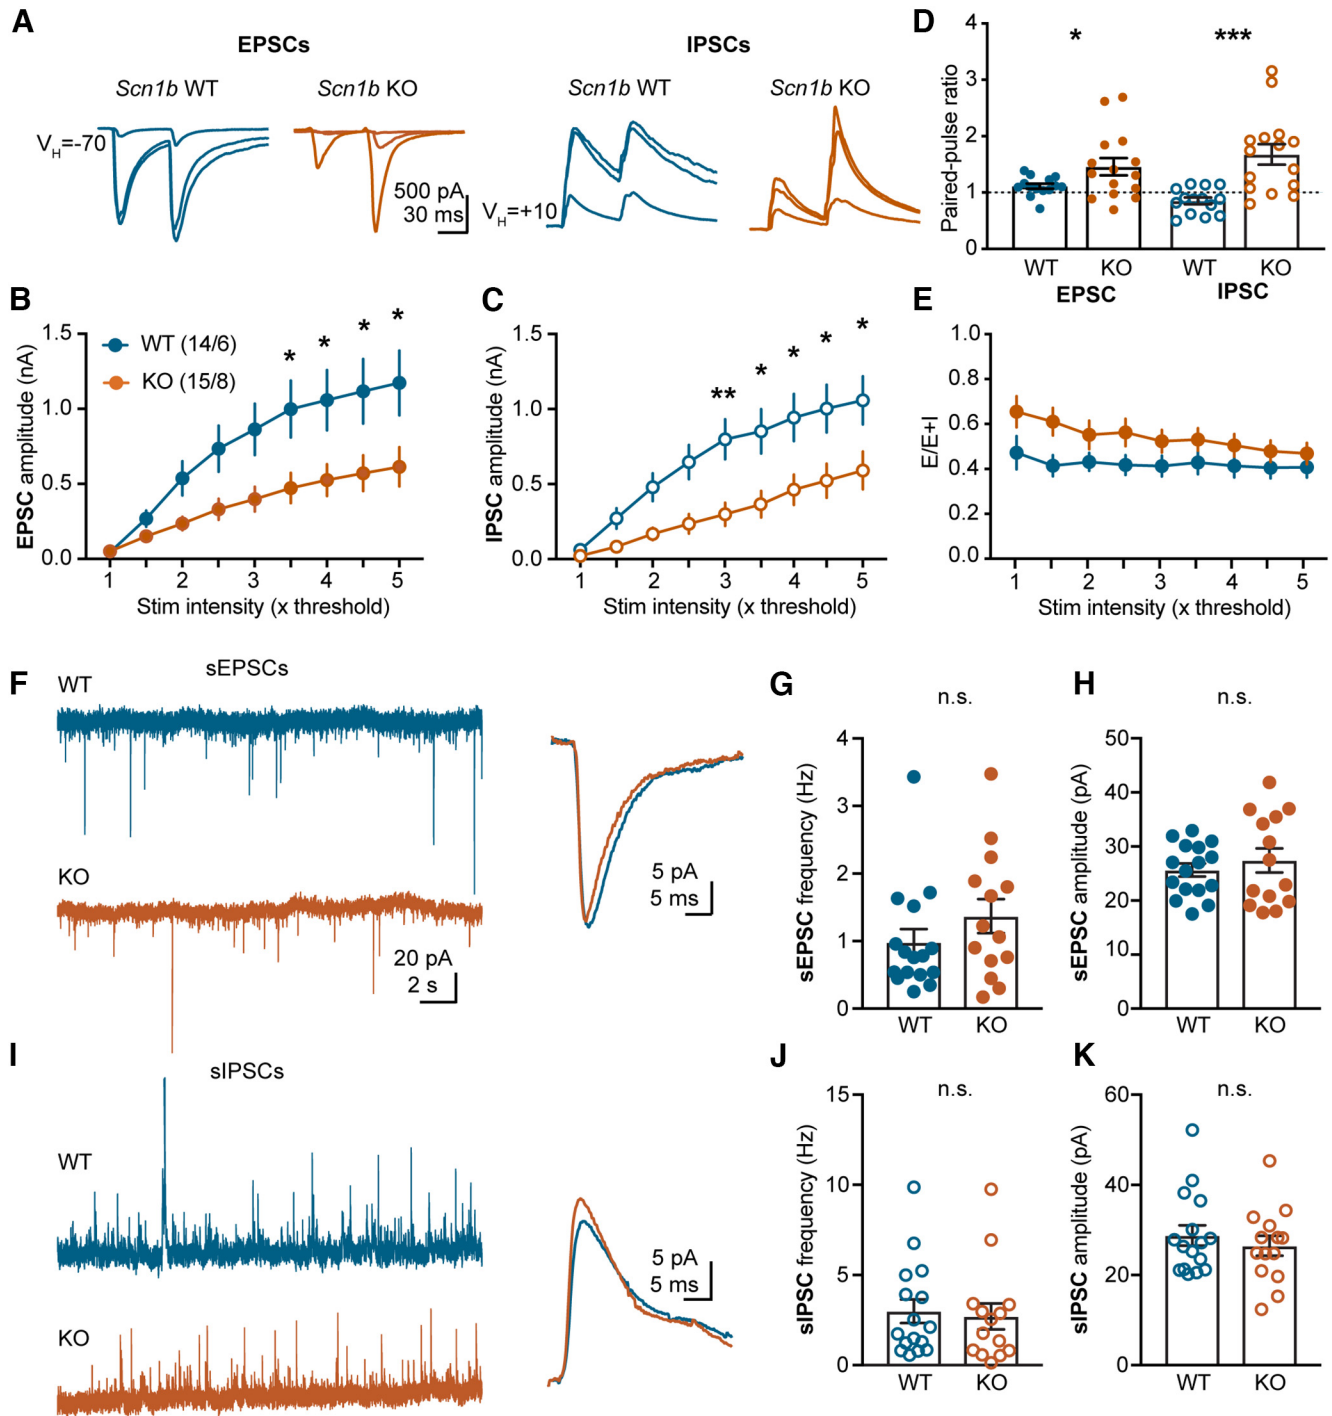 A
EPSCs
IPSCs
Scn1b WT
Scn1b KO
Scn1b WT
Scn1b KO
VH=-70
500 pA
30 ms
VH=+10
D
Paired-pulse ratio
4
3
2
1
0
*
***
WT
KO
WT
KO
EPSC
IPSC
B
EPSC amplitude (nA)
1.5
1.0
0.5
0.0
WT (14/6)
KO (15/8)
*
*
*
*
1
2
3
4
5
Stim intensity (x threshold)
C
IPSC amplitude (nA)
1.5
1.0
0.5
0.0
**
*
*
*
*
1
2
3
4
5
Stim intensity (x threshold)
E
E/E+I
1.0
0.8
0.6
0.4
0.2
0.0
1
2
3
4
5
Stim intensity (x threshold)
F
sEPSCs
WT
KO
20 pA
2 s
5 pA
5 ms
G
n.s.
sEPSC frequency (Hz)
4
3
2
1
0
WT
KO
H
n.s.
sEPSC amplitude (pA)
50
40
30
20
10
0
WT
KO
I
sIPSCs
WT
KO
5 pA
5 ms
J
n.s.
sIPSC frequency (Hz)
15
10
5
0
WT
KO
K
n.s.
sIPSC amplitude (pA)
60
40
20
0
WT
KO